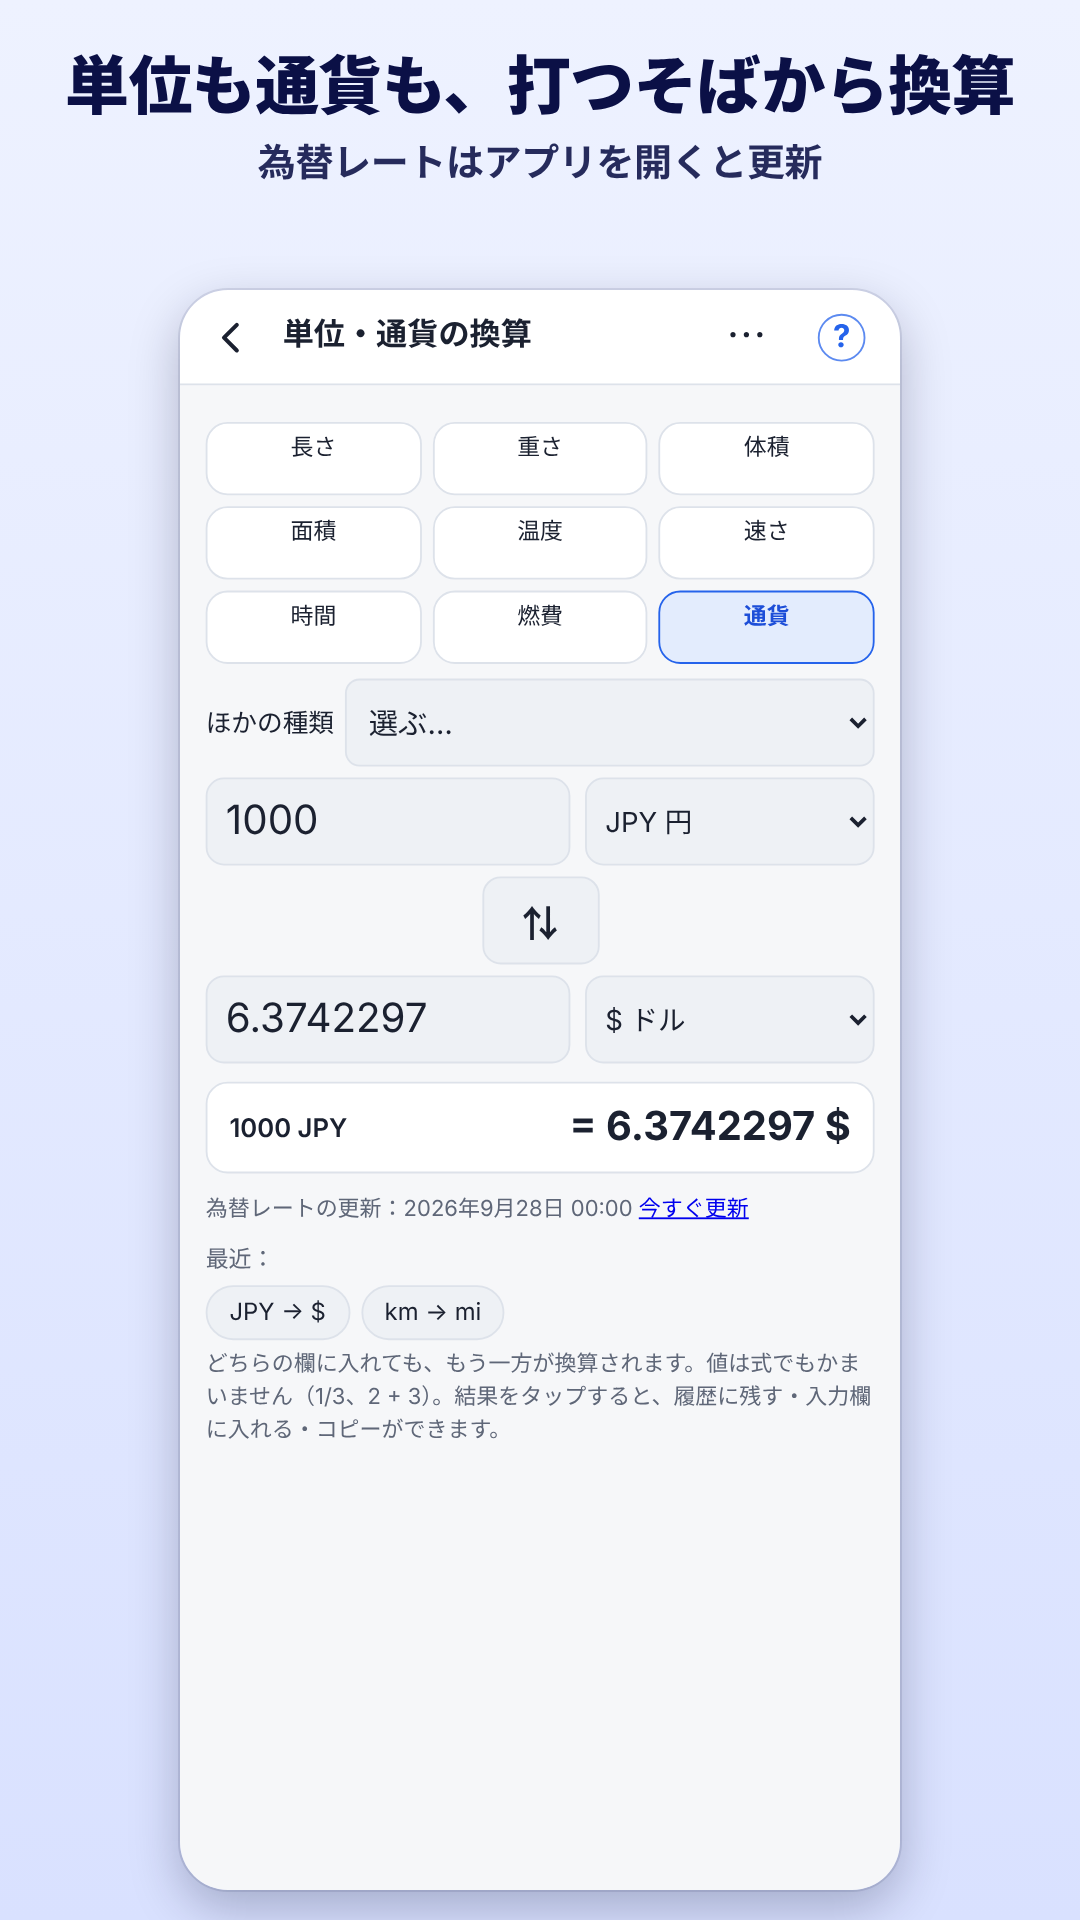 単位も通貨も、打つそばから換算
為替レートはアプリを開くと更新
単位・通貨の換算 … ?
長さ 重さ 体積
面積 温度 速さ
時間 燃費 通貨
ほかの種類 選ぶ…
1000 JPY 円
⇅
6.3742297 $ ドル
1000 JPY = 6.3742297 $
為替レートの更新：2026年9月28日 00:00 今すぐ更新
最近：
JPY → $ km → mi
どちらの欄に入れても、もう一方が換算されます。値は式でもかま
いません（1/3、2 + 3）。結果をタップすると、履歴に残す・入力欄
に入れる・コピーができます。